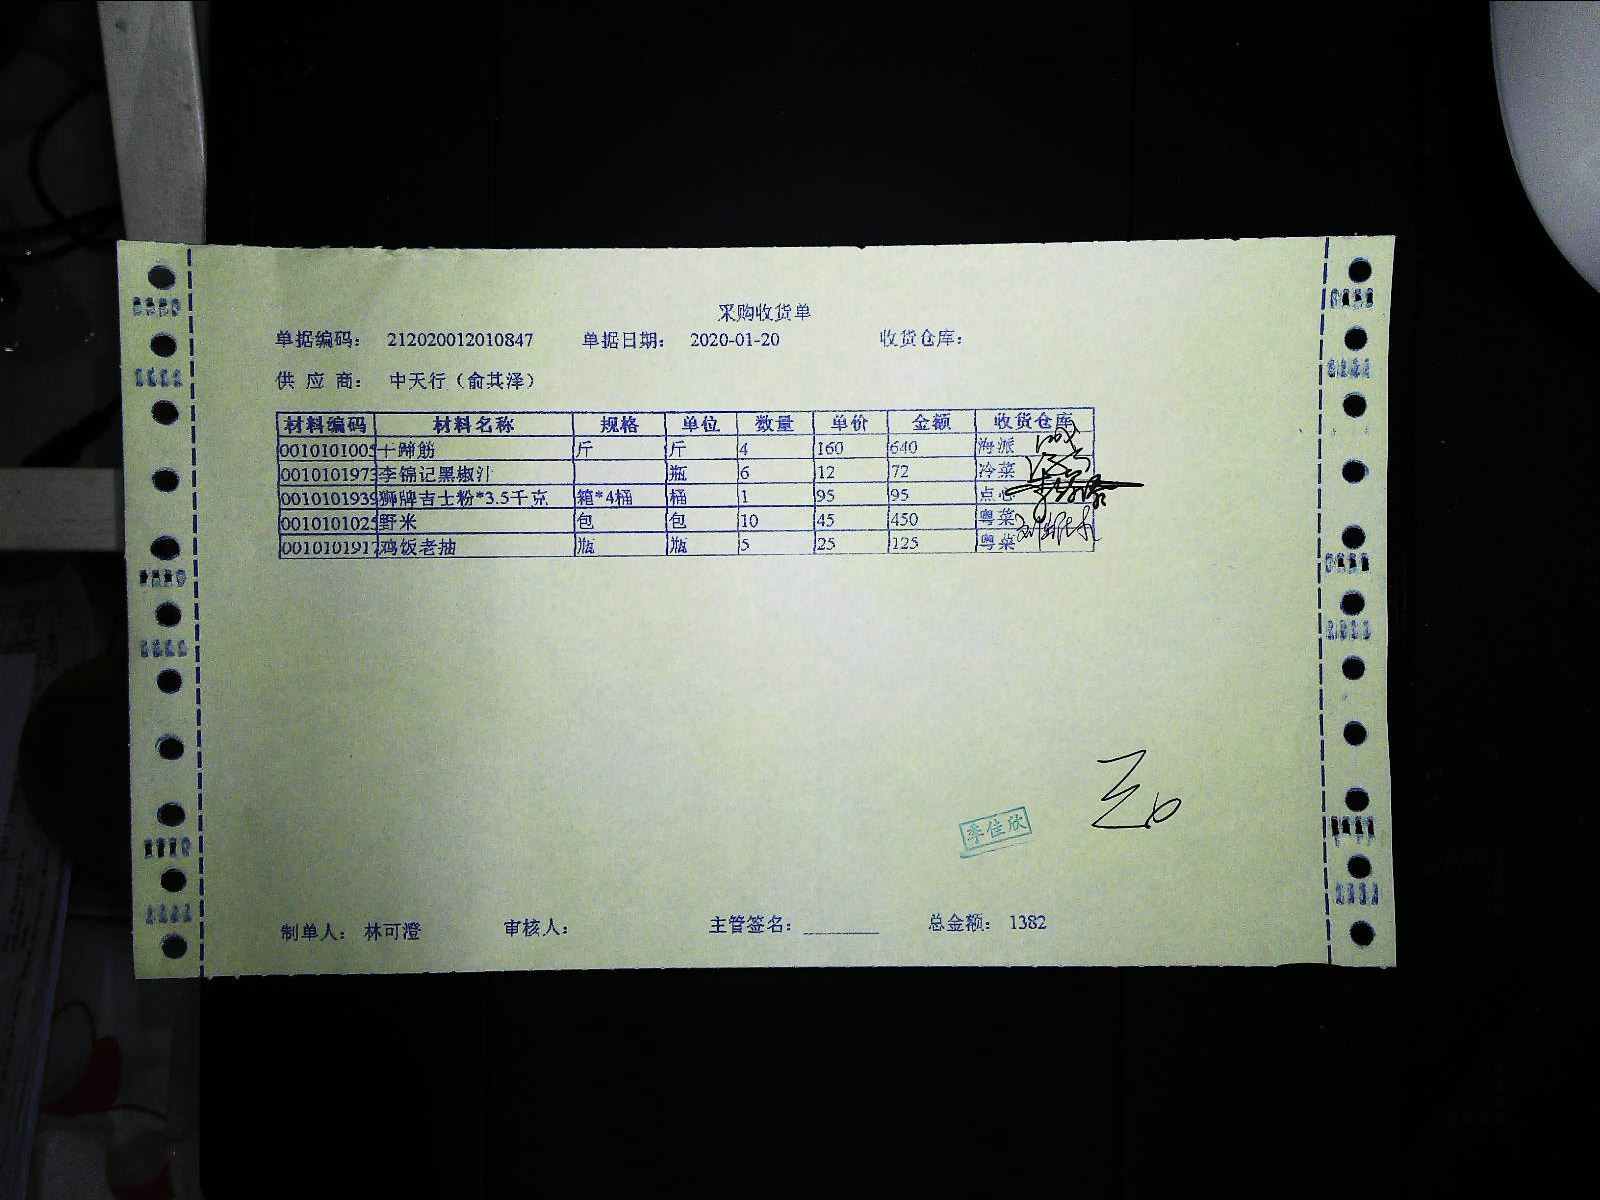 采购收货单
单据编码： 212020012010847 单据日期： 2020-01-20 收货仓库：
供 应 商： 中天行（俞其泽）
材料编码 材料名称 规格 单位 数量 单价 金额 收货仓库
0010101005 干蹄筋 斤 斤 4 160 640 海派
0010101973 李锦记黑椒汁 瓶 6 12 72 冷菜
0010101939 狮牌吉士粉*3.5千克 箱*4桶 桶 1 95 95 点心
0010101025 野米 包 包 10 45 450 粤菜
001010191 鸡饭老抽 瓶 瓶 5 25 125 粤菜
季佳欣
制单人： 林可澄 审核人： 主管签名： 总金额： 1382